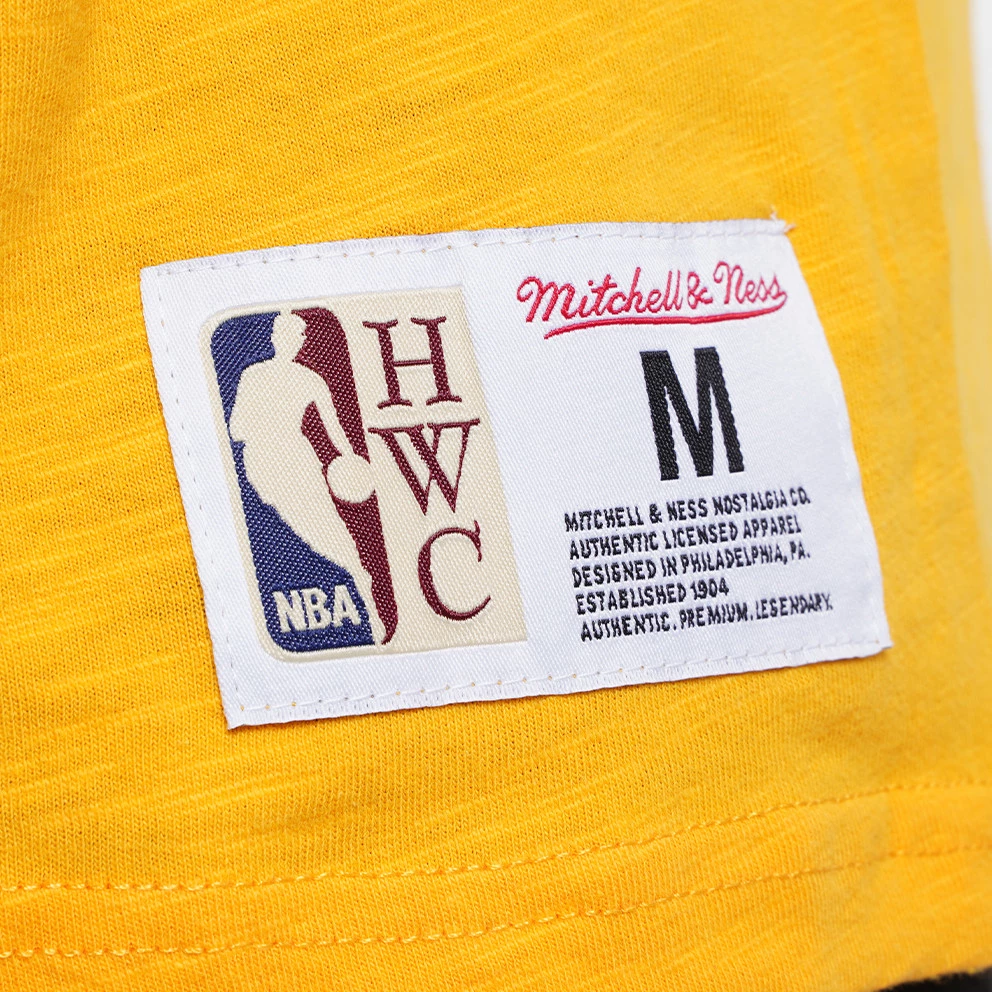 H
W
C
NBA
Mitchell & Ness
M
MITCHELL & NESS NOSTALGIA CO.
AUTHENTIC LICENSED APPAREL
DESIGNED IN PHILADELPHIA, PA.
ESTABLISHED 1904
AUTHENTIC. PREMIUM. LEGENDARY.